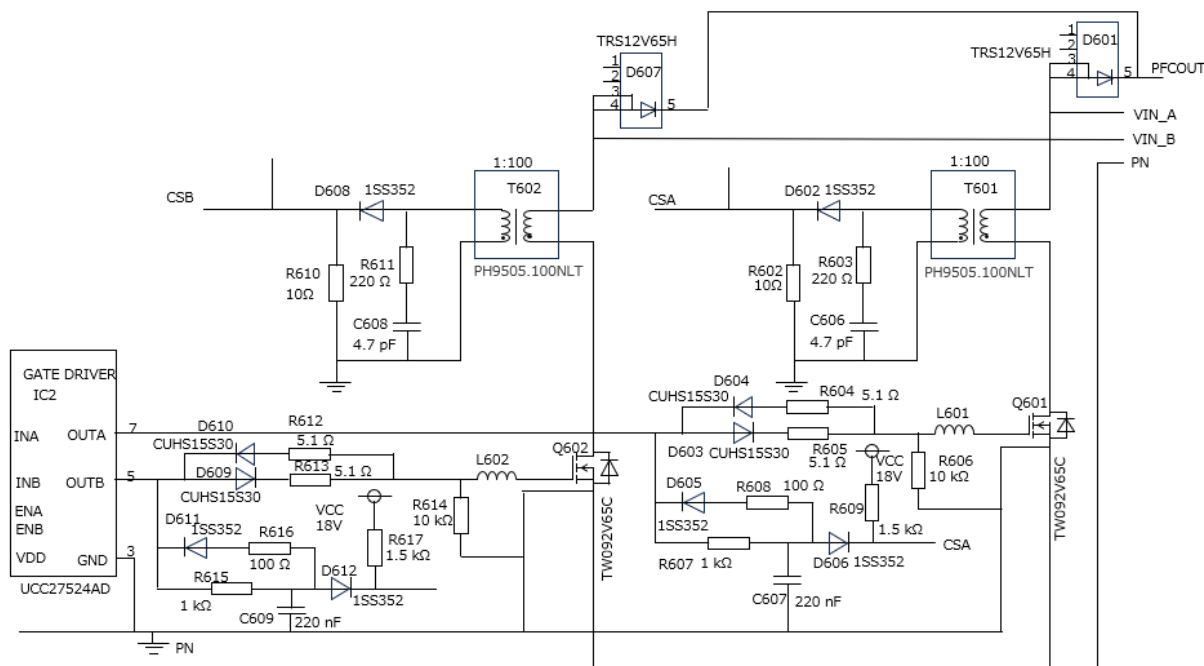 TRS12V65H
1
2
3
4
D607
5
TRS12V65H
1
2
3
4
D601
5
PFCOUT
VIN_A
VIN_B
PN
1:100
T602
PH9505.100NLT
CSB
D608
1SS352
R610
10Ω
R611
220 Ω
C608
4.7 pF
1:100
T601
PH9505.100NLT
CSA
D602
1SS352
R602
10Ω
R603
220 Ω
C606
4.7 pF
GATE DRIVER
IC2
INA
OUTA
7
INB
OUTB
5
ENA
ENB
VDD
GND
3
UCC27524AD
D610
CUHS15S30
R612
5.1 Ω
D609
CUHS15S30
R613
5.1 Ω
L602
Q602
TW092V65C
D611
1SS352
R616
100 Ω
R615
1 kΩ
C609
220 nF
D612
1SS352
VCC
18V
R617
1.5 kΩ
R614
10 kΩ
D604
CUHS15S30
R604
5.1 Ω
D603
CUHS15S30
R605
5.1 Ω
L601
Q601
TW092V65C
D605
1SS352
R608
100 Ω
R607
1 kΩ
C607
220 nF
D606
1SS352
VCC
18V
R609
1.5 kΩ
R606
10 kΩ
CSA
PN